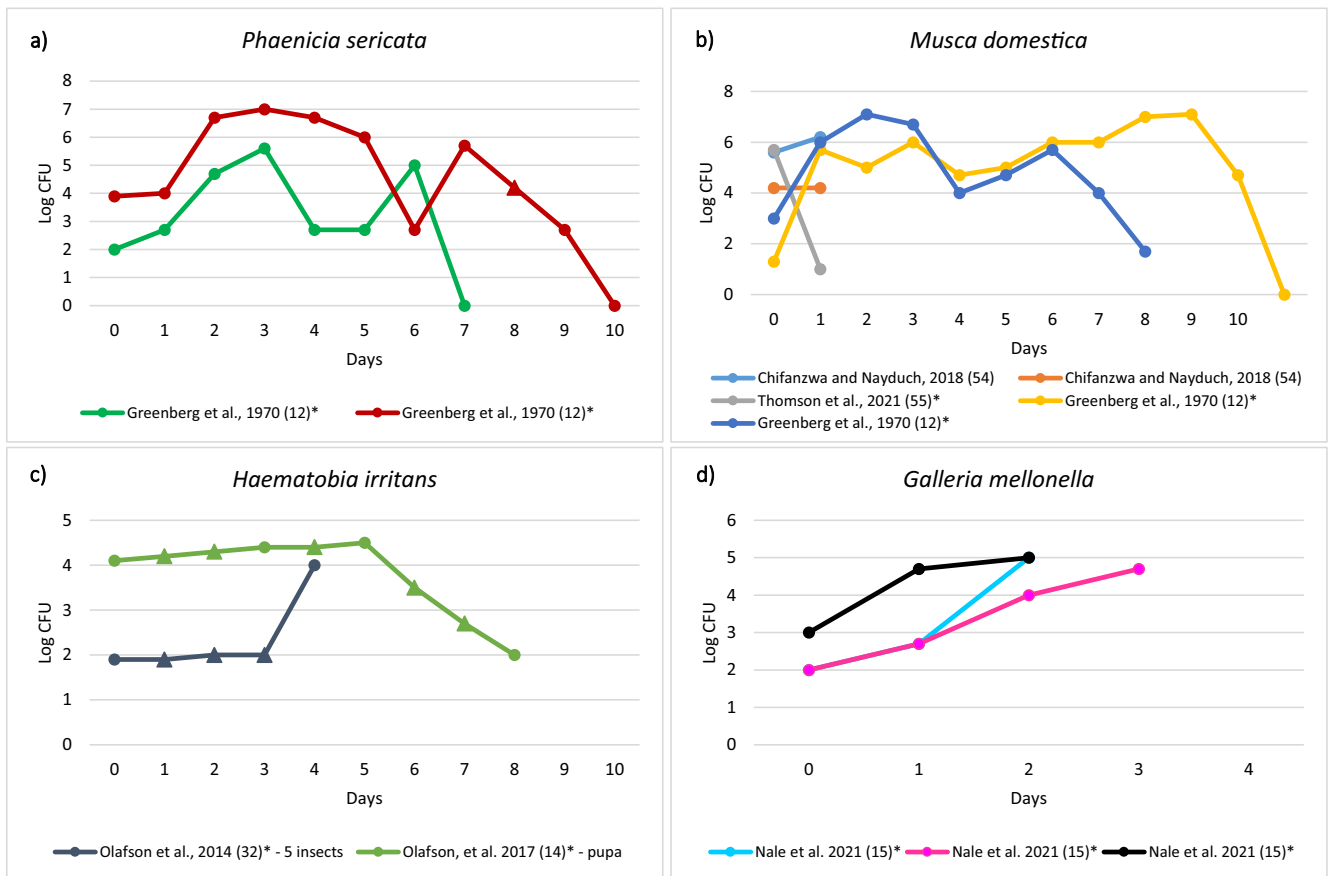 a)
Phaenicia sericata
8
7
6
5
4
3
2
1
0
Log CFU
0 1 2 3 4 5 6 7 8 9 10
Days
Greenberg et al., 1970 (12)* Greenberg et al., 1970 (12)*
b)
Musca domestica
8
6
4
2
0
Log CFU
0 1 2 3 4 5 6 7 8 9 10
Days
Chifanzwa and Nayduch, 2018 (54) Chifanzwa and Nayduch, 2018 (54)
Thomson et al., 2021 (55)* Greenberg et al., 1970 (12)*
Greenberg et al., 1970 (12)*
c)
Haematobia irritans
5
4
3
2
1
0
Log CFU
0 1 2 3 4 5 6 7 8 9 10
Days
Olafson et al., 2014 (32)* - 5 insects Olafson, et al. 2017 (14)* - pupa
d)
Galleria mellonella
6
5
4
3
2
1
0
Log CFU
0 1 2 3 4
Days
Nale et al. 2021 (15)* Nale et al. 2021 (15)* Nale et al. 2021 (15)*